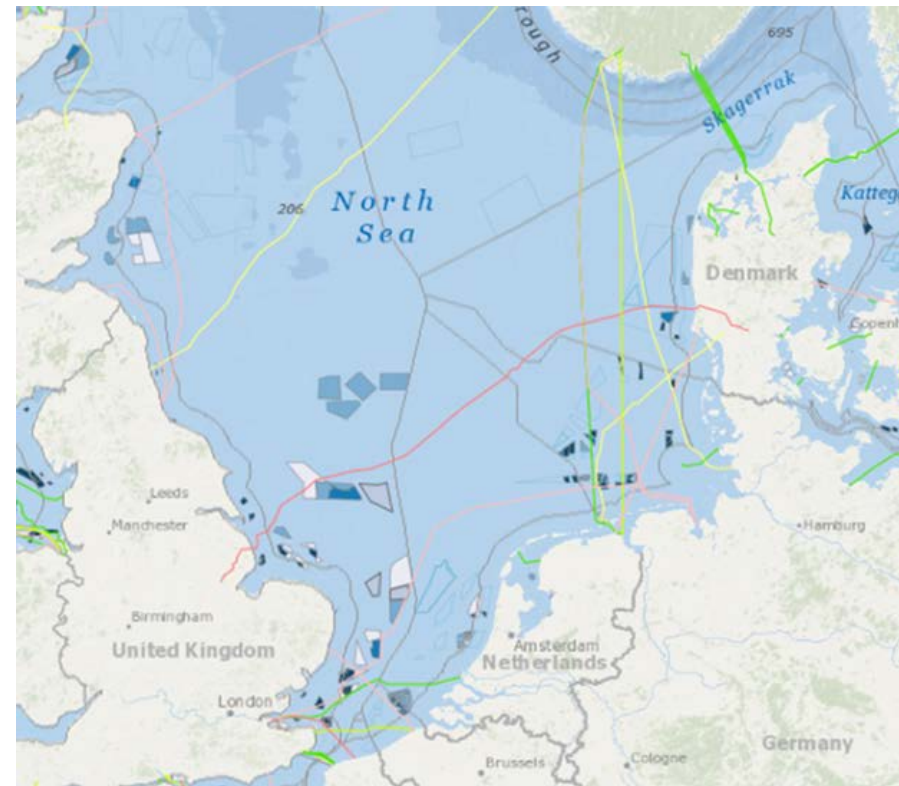 rough
695
Skagerrak
206
North
Sea
Katteg
Denmark
Copenh
Leeds
Manchester
Hamburg
Birmingham
United Kingdom
Amsterdam
Netherlands
London
Germany
Brussels
Cologne